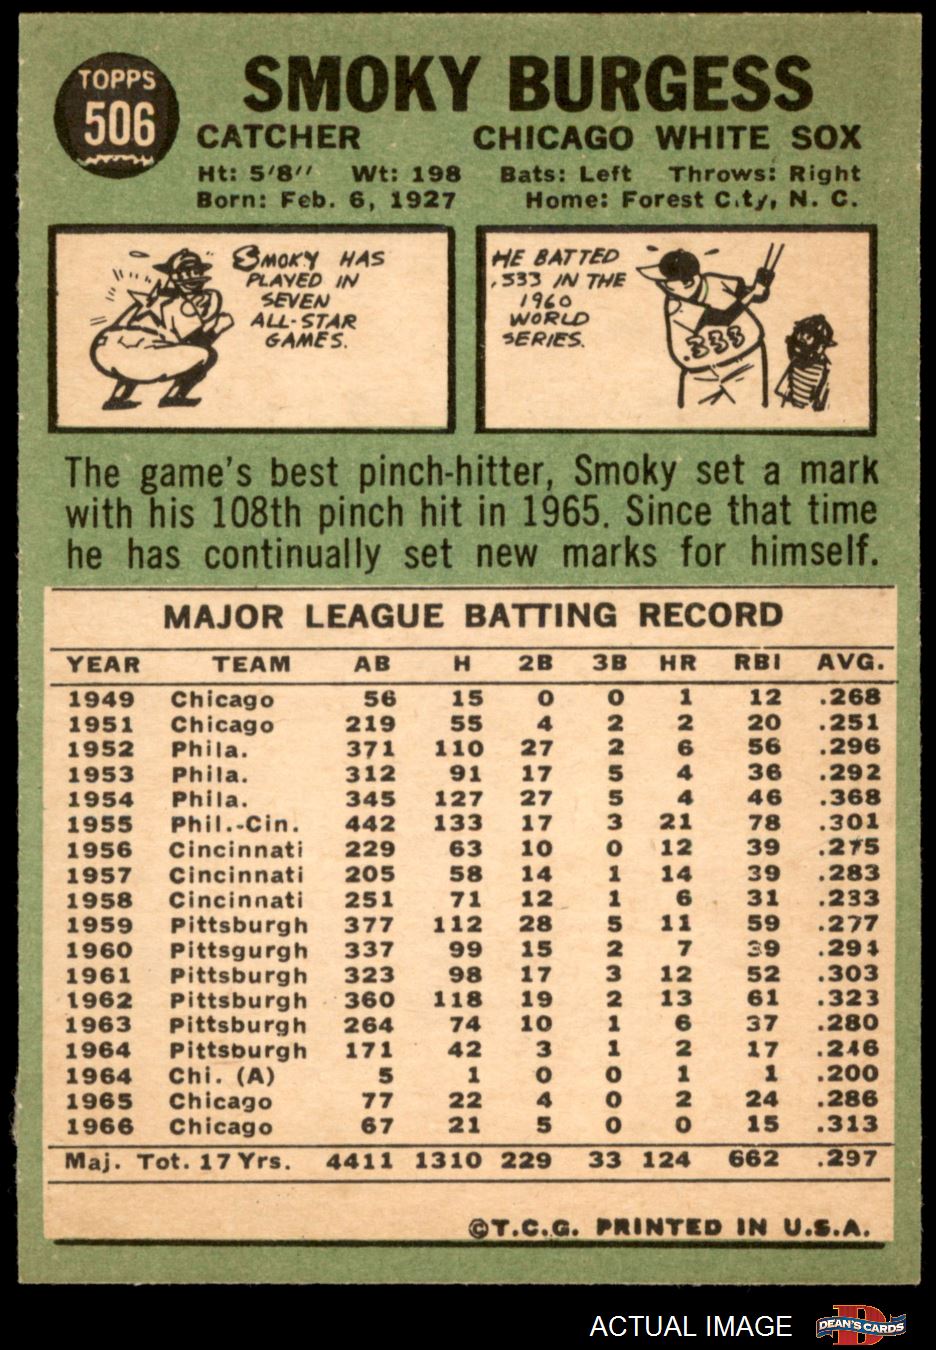 TOPPS
506
SMOKY BURGESS
CATCHER CHICAGO WHITE SOX
Ht: 5'8" Wt: 198 Bats: Left Throws: Right
Born: Feb. 6, 1927 Home: Forest City, N. C.
SMOKY HAS
PLAYED IN
SEVEN
ALL-STAR
GAMES.
HE BATTED
.333 IN THE
1960
WORLD
SERIES.
.333
The game's best pinch-hitter, Smoky set a mark
with his 108th pinch hit in 1965. Since that time
he has continually set new marks for himself.
MAJOR LEAGUE BATTING RECORD
YEAR TEAM AB H 2B 3B HR RBI AVG.
1949 Chicago 56 15 0 0 1 12 .268
1951 Chicago 219 55 4 2 2 20 .251
1952 Phila. 371 110 27 2 6 56 .296
1953 Phila. 312 91 17 5 4 36 .292
1954 Phila. 345 127 27 5 4 46 .368
1955 Phil.-Cin. 442 133 17 3 21 78 .301
1956 Cincinnati 229 63 10 0 12 39 .275
1957 Cincinnati 205 58 14 1 14 39 .283
1958 Cincinnati 251 71 12 1 6 31 .233
1959 Pittsburgh 377 112 28 5 11 59 .277
1960 Pittsgurgh 337 99 15 2 7 39 .294
1961 Pittsburgh 323 98 17 3 12 52 .303
1962 Pittsburgh 360 118 19 2 13 61 .323
1963 Pittsburgh 264 74 10 1 6 37 .280
1964 Pittsburgh 171 42 3 1 2 17 .246
1964 Chi. (A) 5 1 0 0 1 1 .200
1965 Chicago 77 22 4 0 2 24 .286
1966 Chicago 67 21 5 0 0 15 .313
Maj. Tot. 17 Yrs. 4411 1310 229 33 124 662 .297
©T.C.G. PRINTED IN U.S.A.
ACTUAL IMAGE
D
DEAN'S CARDS